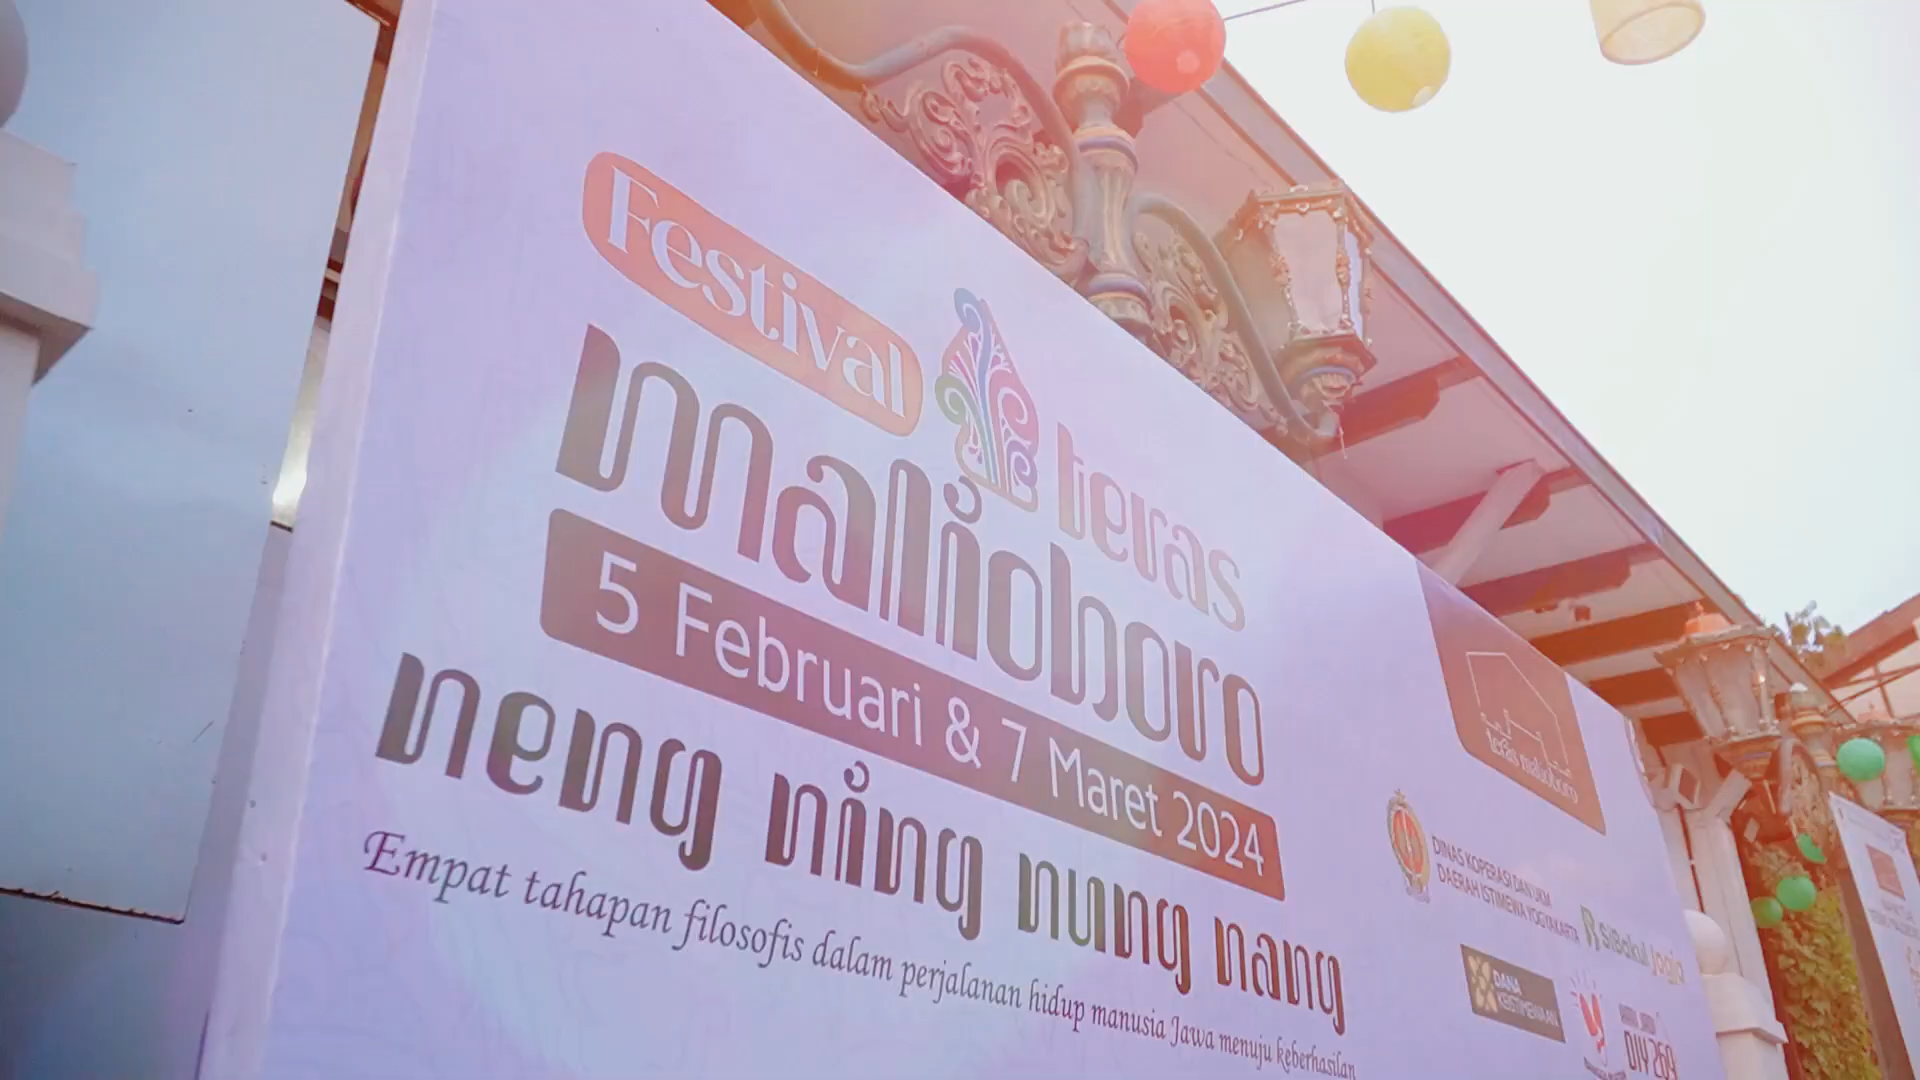 Festival
teras
malioboro
5 Februari & 7 Maret 2024
neng ning nung nang
Empat tahapan filosofis dalam perjalanan hidup manusia Jawa menuju keberhasilan
teras malioboro
DINAS KOPERASI DAN UKM
DAERAH ISTIMEWA YOGYAKARTA
SiBakul jogja
DANA
KEISTIMEWAAN
DIY 269